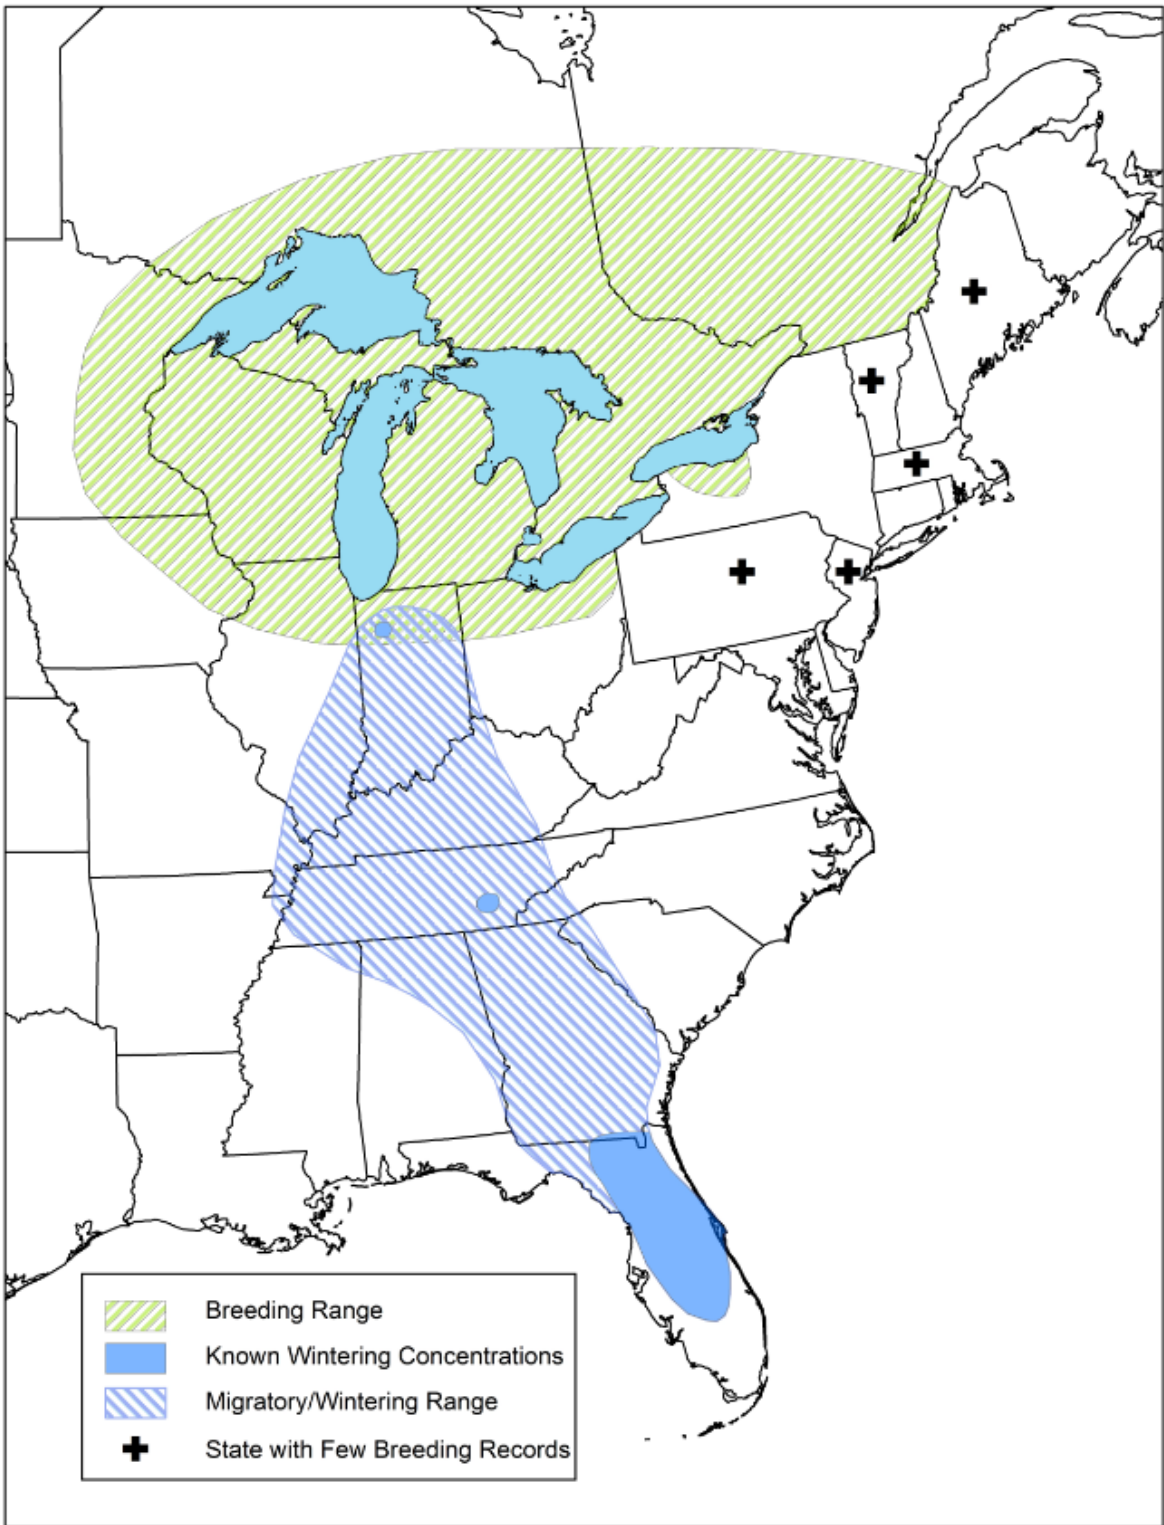 Breeding Range
Known Wintering Concentrations
Migratory/Wintering Range
State with Few Breeding Records